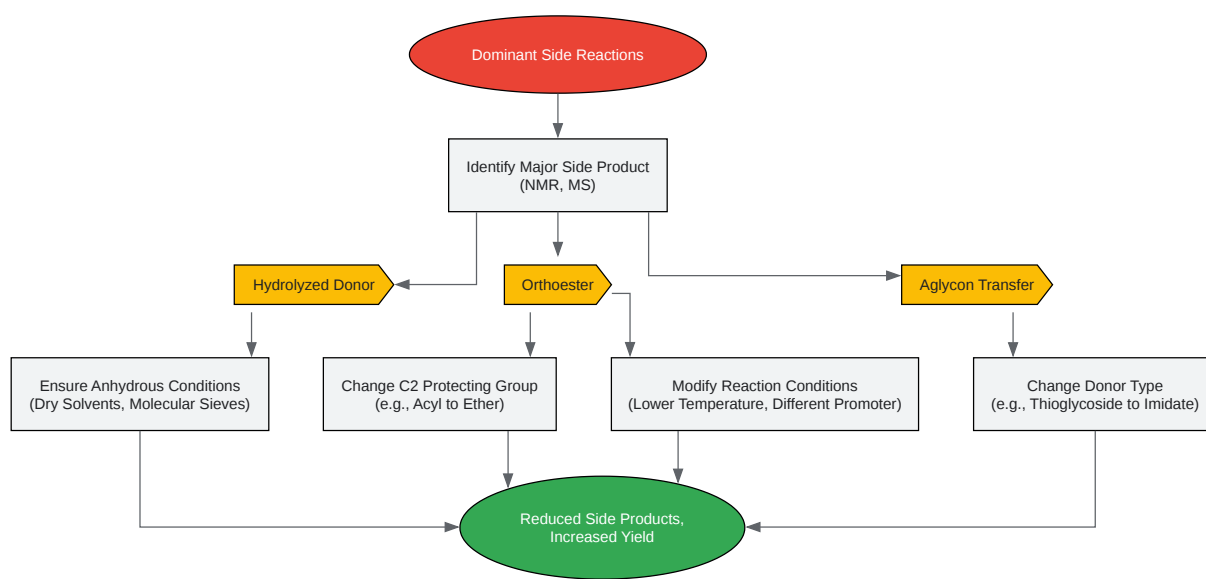 Dominant Side Reactions
Identify Major Side Product
(NMR, MS)
Hydrolyzed Donor
Orthoester
Aglycon Transfer
Ensure Anhydrous Conditions
(Dry Solvents, Molecular Sieves)
Change C2 Protecting Group
(e.g., Acyl to Ether)
Modify Reaction Conditions
(Lower Temperature, Different Promoter)
Change Donor Type
(e.g., Thioglycoside to Imidate)
Reduced Side Products,
Increased Yield